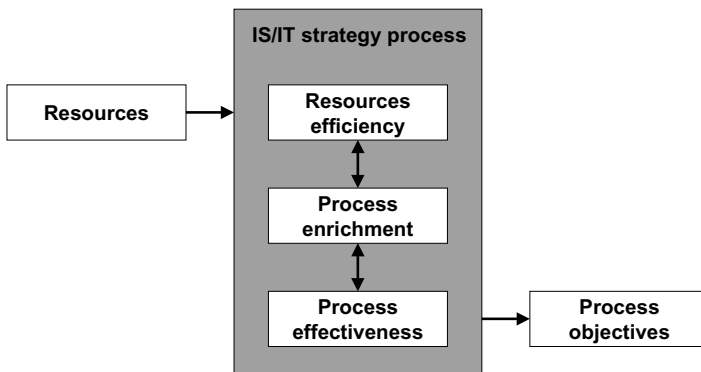 IS/IT strategy process
Resources
Resources
efficiency
Process
enrichment
Process
effectiveness
Process
objectives